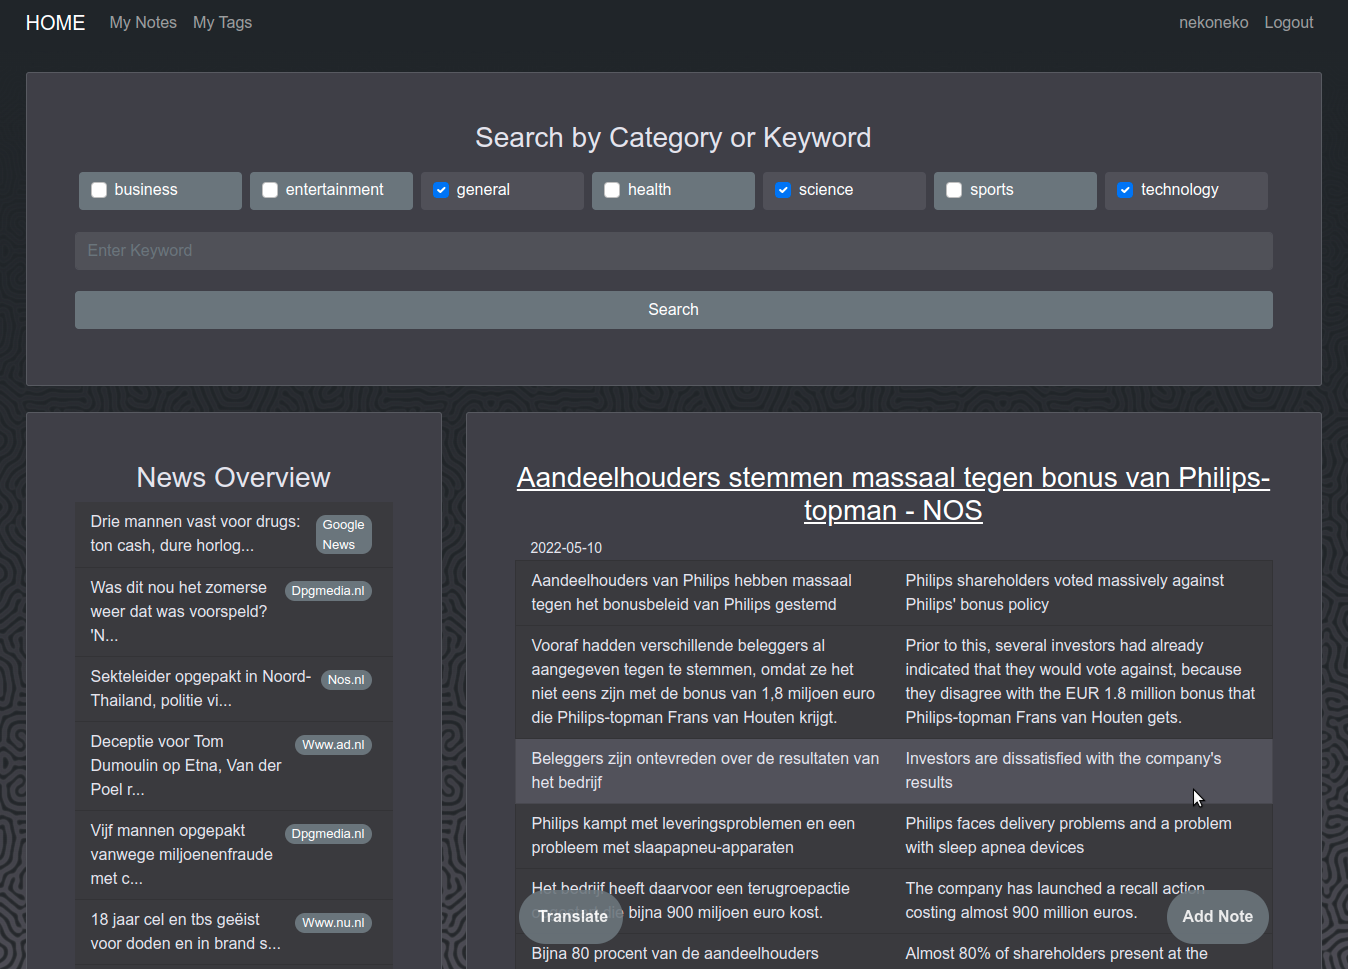 HOME My Notes My Tags nekoneko Logout
Search by Category or Keyword
business entertainment general health science sports technology
Enter Keyword
Search
News Overview
Drie mannen vast voor drugs:
ton cash, dure horlog...
Google
News
Was dit nou het zomerse
weer dat was voorspeld?
'N...
Dpgmedia.nl
Sekteleider opgepakt in Noord-
Thailand, politie vi...
Nos.nl
Deceptie voor Tom
Dumoulin op Etna, Van der
Poel r...
Www.ad.nl
Vijf mannen opgepakt
vanwege miljoenenfraude
met c...
Dpgmedia.nl
18 jaar cel en tbs geëist
voor doden en in brand s...
Www.nu.nl
Aandeelhouders stemmen massaal tegen bonus van Philips-
topman - NOS
2022-05-10
Aandeelhouders van Philips hebben massaal
tegen het bonusbeleid van Philips gestemd
Philips shareholders voted massively against
Philips' bonus policy
Vooraf hadden verschillende beleggers al
aangegeven tegen te stemmen, omdat ze het
niet eens zijn met de bonus van 1,8 miljoen euro
die Philips-topman Frans van Houten krijgt.
Prior to this, several investors had already
indicated that they would vote against, because
they disagree with the EUR 1.8 million bonus that
Philips-topman Frans van Houten gets.
Beleggers zijn ontevreden over de resultaten van
het bedrijf
Investors are dissatisfied with the company's
results
Philips kampt met leveringsproblemen en een
probleem met slaapapneu-apparaten
Philips faces delivery problems and a problem
with sleep apnea devices
Het bedrijf heeft daarvoor een terugroepactie
bijna 900 miljoen euro kost.
The company has launched a recall action
costing almost 900 million euros.
Translate
Add Note
Bijna 80 procent van de aandeelhouders
Almost 80% of shareholders present at the